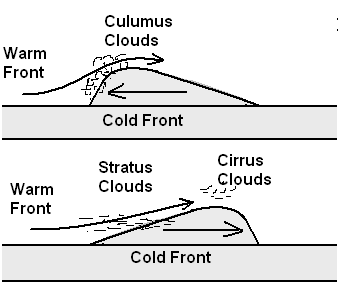 Culumus
Clouds
Warm
Front
Cold Front
Stratus
Clouds
Cirrus
Clouds
Warm
Front
Cold Front